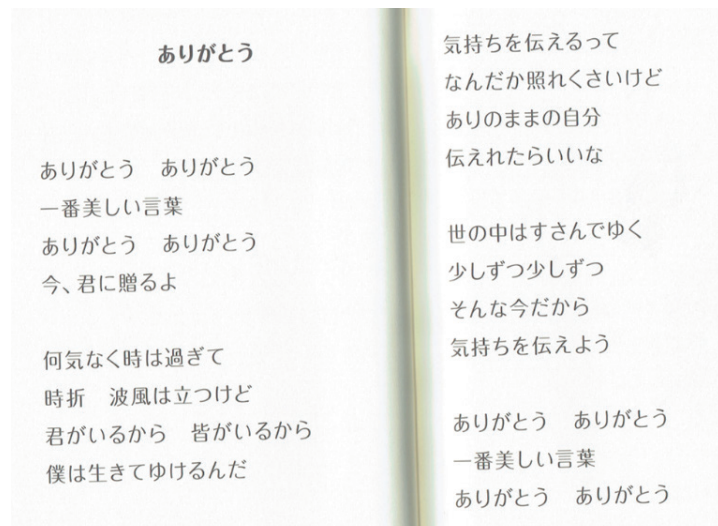 ありがとう
ありがとう　ありがとう
一番美しい言葉
ありがとう　ありがとう
今、君に贈るよ
何気なく時は過ぎて
時折　波風は立つけど
君がいるから　皆がいるから
僕は生きてゆけるんだ
気持ちを伝えるって
なんだか照れくさいけど
ありのままの自分
伝えれたらいいな
世の中はすさんでゆく
少しずつ少しずつ
そんな今だから
気持ちを伝えよう
ありがとう　ありがとう
一番美しい言葉
ありがとう　ありがとう